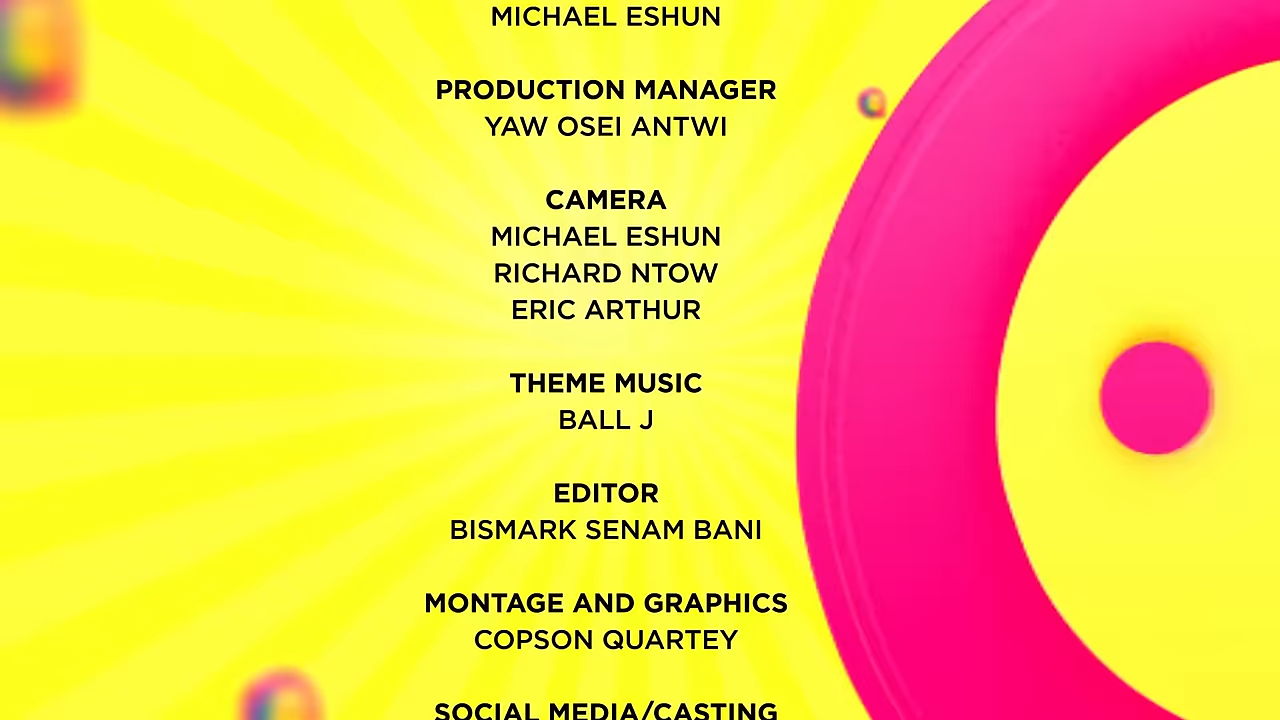 MICHAEL ESHUN
PRODUCTION MANAGER
YAW OSEI ANTWI
CAMERA
MICHAEL ESHUN
RICHARD NTOW
ERIC ARTHUR
THEME MUSIC
BALL J
EDITOR
BISMARK SENAM BANI
MONTAGE AND GRAPHICS
COPSON QUARTEY
SOCIAL MEDIA/CASTING